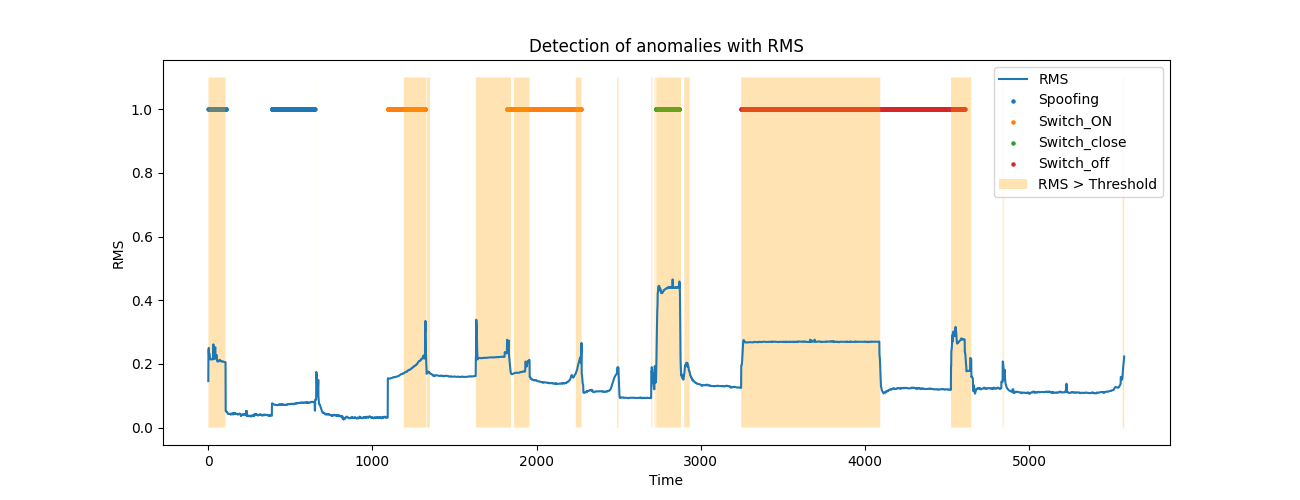 Detection of anomalies with RMS
RMS
1.0
0.8
0.6
0.4
0.2
0.0
0
1000
2000
3000
4000
5000
Time
RMS
Spoofing
Switch_ON
Switch_close
Switch_off
RMS > Threshold